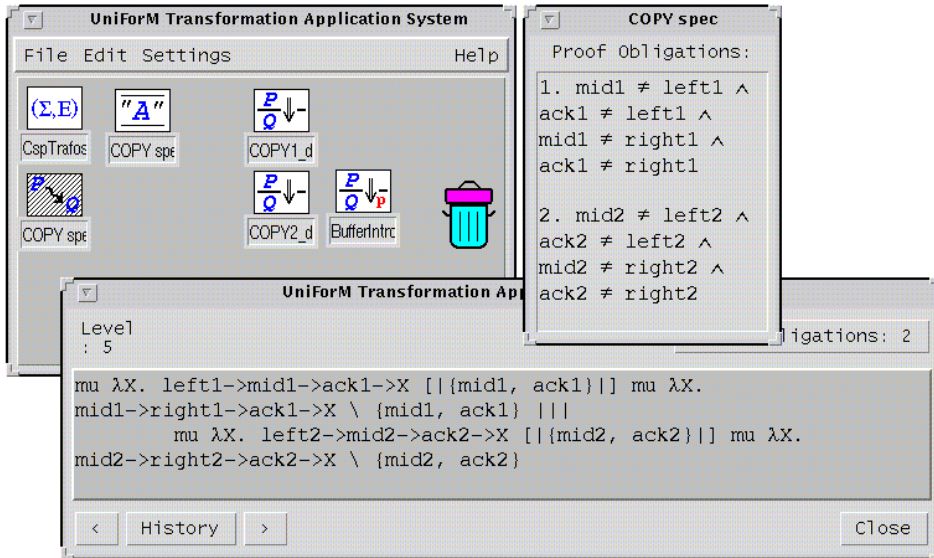 UniForM Transformation Application System
File Edit Settings Help
(Σ,E)
"A"
P
Q
CspTrafos
COPY spe
COPY1_d
P
Q
P
Q
P
Q
p
COPY spe
COPY2_d
BufferIntrc
COPY spec
Proof Obligations:
1. mid1 ≠ left1 ∧
ack1 ≠ left1 ∧
mid1 ≠ right1 ∧
ack1 ≠ right1
2. mid2 ≠ left2 ∧
ack2 ≠ left2 ∧
mid2 ≠ right2 ∧
ack2 ≠ right2
UniForM Transformation App
Level
: 5
igations: 2
mu λX. left1->mid1->ack1->X [|{mid1, ack1}|] mu λX.
mid1->right1->ack1->X \ {mid1, ack1} |||
mu λX. left2->mid2->ack2->X [|{mid2, ack2}|] mu λX.
mid2->right2->ack2->X \ {mid2, ack2}
< History > Close